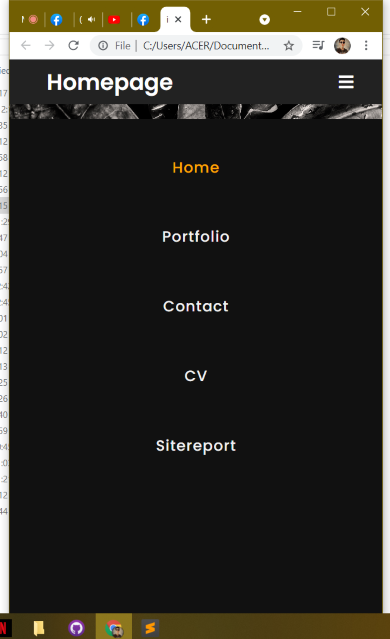 i
File | C:/Users/ACER/Document...
Homepage
Home
Portfolio
Contact
CV
Sitereport